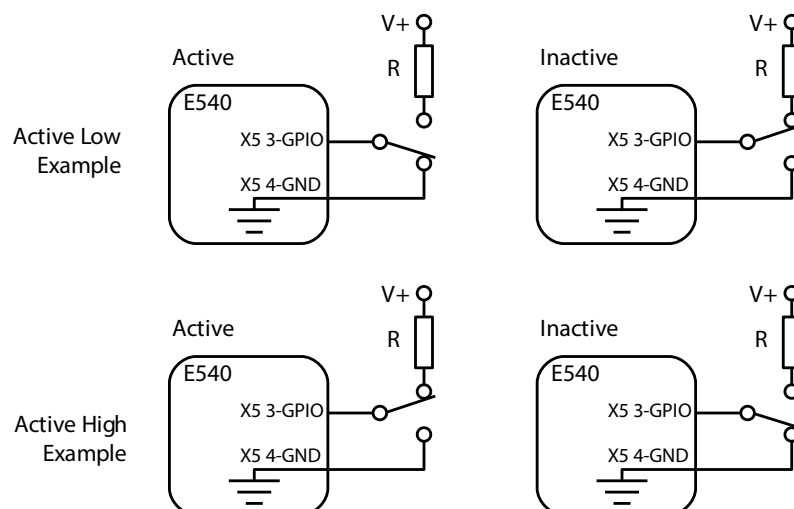 V+
V+
Active
R
Inactive
R
E540
E540
Active Low
Example
X5 3-GPIO
X5 3-GPIO
X5 4-GND
X5 4-GND
V+
V+
Active
R
Inactive
R
E540
E540
Active High
Example
X5 3-GPIO
X5 3-GPIO
X5 4-GND
X5 4-GND